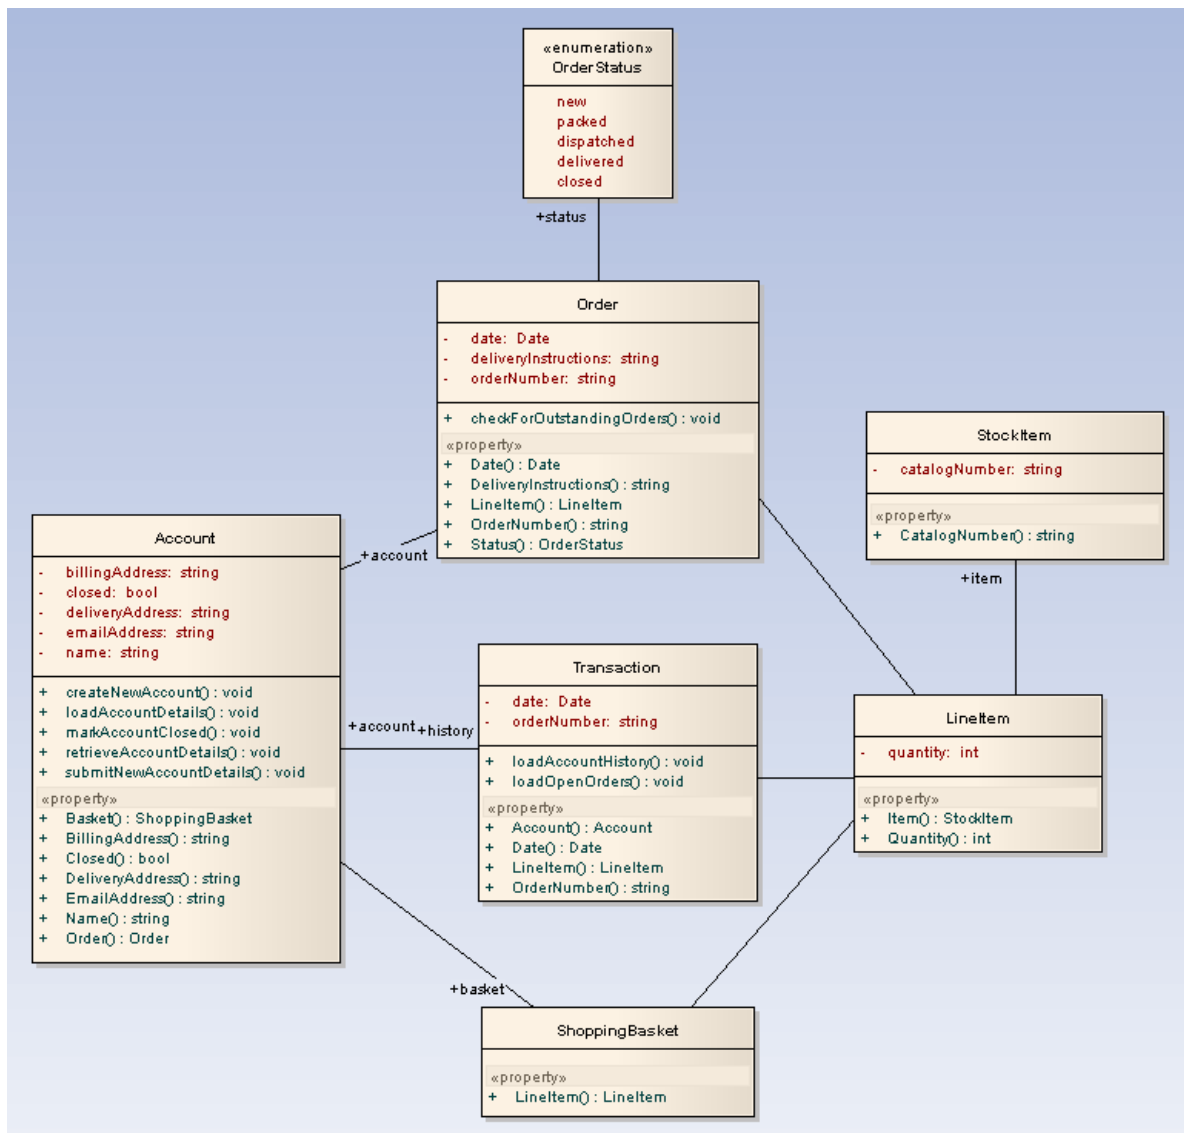 «enumeration»
OrderStatus
new
packed
dispatched
delivered
closed
+status
Order
- date: Date
- deliveryInstructions: string
- orderNumber: string
+ checkForOutstandingOrders() : void
«property»
+ Date() : Date
+ DeliveryInstructions() : string
+ LineItem() : LineItem
+ OrderNumber() : string
+ Status() : OrderStatus
StockItem
- catalogNumber: string
«property»
+ CatalogNumber() : string
+item
+account
Account
- billingAddress: string
- closed: bool
- deliveryAddress: string
- emailAddress: string
- name: string
+ createNewAccount() : void
+ loadAccountDetails() : void
+ markAccountClosed() : void
+ retrieveAccountDetails() : void
+ submitNewAccountDetails() : void
«property»
+ Basket() : ShoppingBasket
+ BillingAddress() : string
+ Closed() : bool
+ DeliveryAddress() : string
+ EmailAddress() : string
+ Name() : string
+ Order() : Order
+account +history
Transaction
- date: Date
- orderNumber: string
+ loadAccountHistory() : void
+ loadOpenOrders() : void
«property»
+ Account() : Account
+ Date() : Date
+ LineItem() : LineItem
+ OrderNumber() : string
LineItem
- quantity: int
«property»
+ Item() : StockItem
+ Quantity() : int
+basket
ShoppingBasket
«property»
+ LineItem() : LineItem